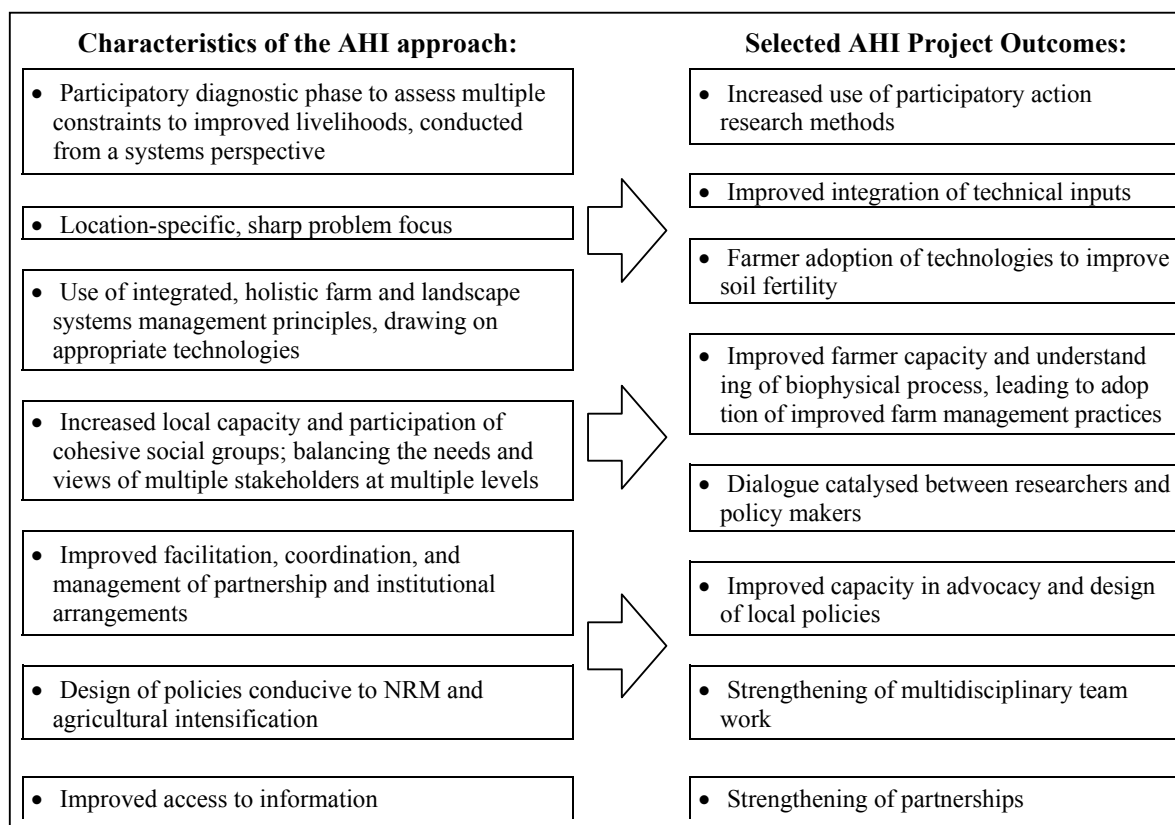 Characteristics of the AHI approach:
• Participatory diagnostic phase to assess multiple
constraints to improved livelihoods, conducted
from a systems perspective
• Location-specific, sharp problem focus
• Use of integrated, holistic farm and landscape
systems management principles, drawing on
appropriate technologies
• Increased local capacity and participation of
cohesive social groups; balancing the needs and
views of multiple stakeholders at multiple levels
• Improved facilitation, coordination, and
management of partnership and institutional
arrangements
• Design of policies conducive to NRM and
agricultural intensification
• Improved access to information
Selected AHI Project Outcomes:
• Increased use of participatory action
research methods
• Improved integration of technical inputs
• Farmer adoption of technologies to improve
soil fertility
• Improved farmer capacity and understand
ing of biophysical process, leading to adop
tion of improved farm management practices
• Dialogue catalysed between researchers and
policy makers
• Improved capacity in advocacy and design
of local policies
• Strengthening of multidisciplinary team
work
• Strengthening of partnerships